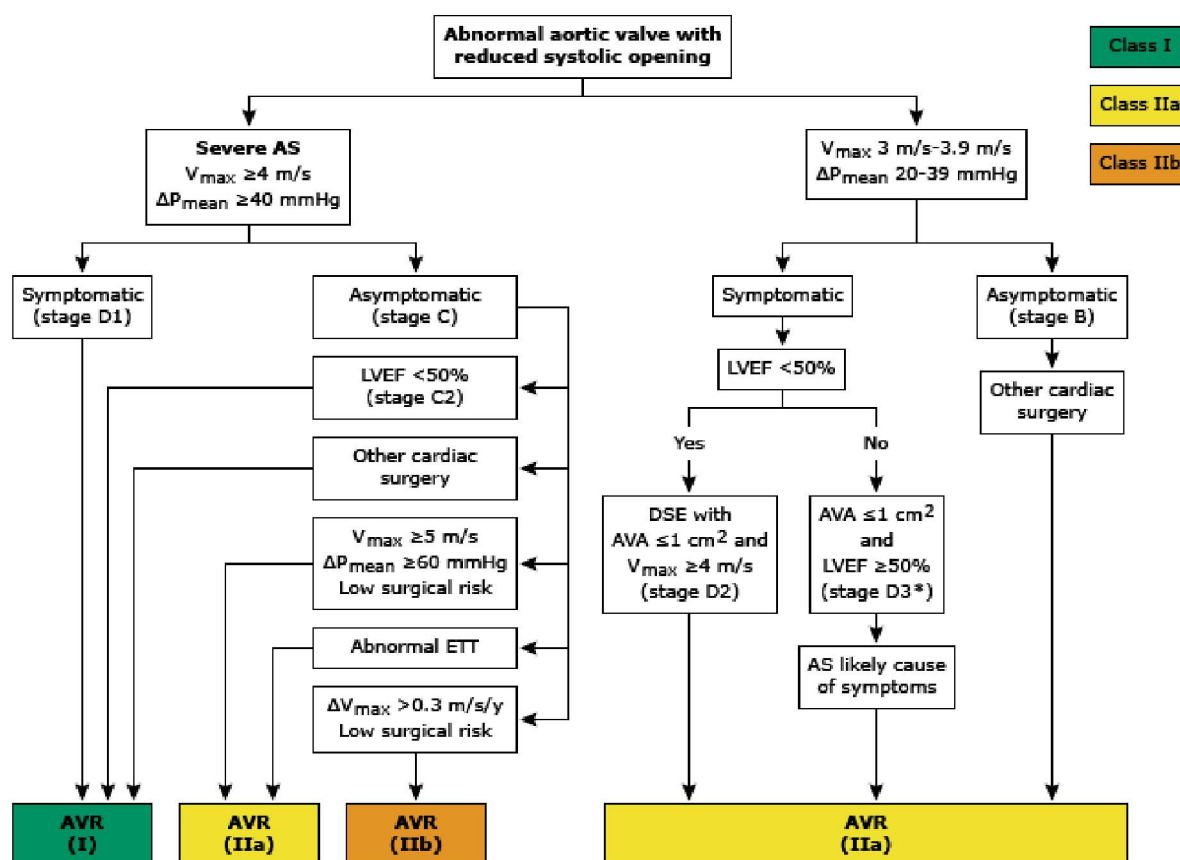 Abnormal aortic valve with
reduced systolic opening
Class I
Class IIa
Class IIb
Severe AS
Vmax ≥4 m/s
ΔPmean ≥40 mmHg
Vmax 3 m/s-3.9 m/s
ΔPmean 20-39 mmHg
Symptomatic
(stage D1)
Asymptomatic
(stage C)
Symptomatic
Asymptomatic
(stage B)
LVEF <50%
(stage C2)
LVEF <50%
Other cardiac
surgery
Yes
No
Other cardiac
surgery
Vmax ≥5 m/s
ΔPmean ≥60 mmHg
Low surgical risk
DSE with
AVA ≤1 cm²and
Vmax ≥4 m/s
(stage D2)
AVA ≤1 cm²
and
LVEF ≥50%
(stage D3*)
Abnormal ETT
AS likely cause
of symptoms
ΔVmax >0.3 m/s/y
Low surgical risk
AVR
(I)
AVR
(IIa)
AVR
(IIb)
AVR
(IIa)